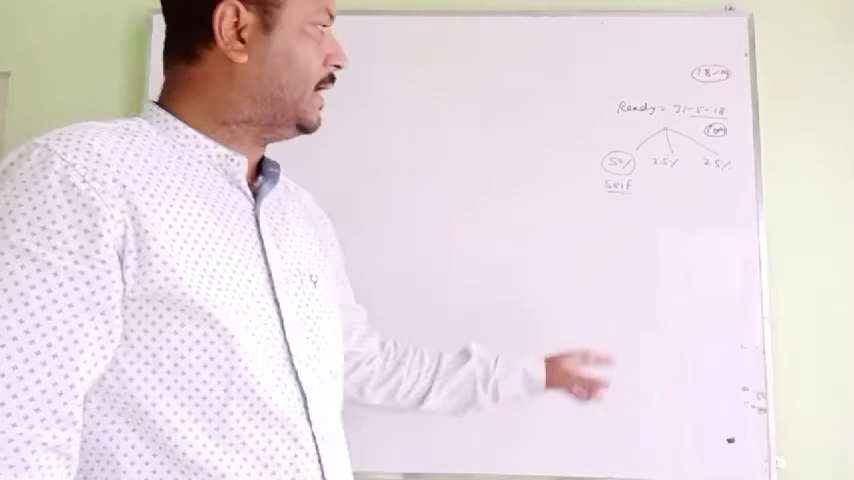 18-19
Ready = 31-5-18
50% 25% 25%
Self